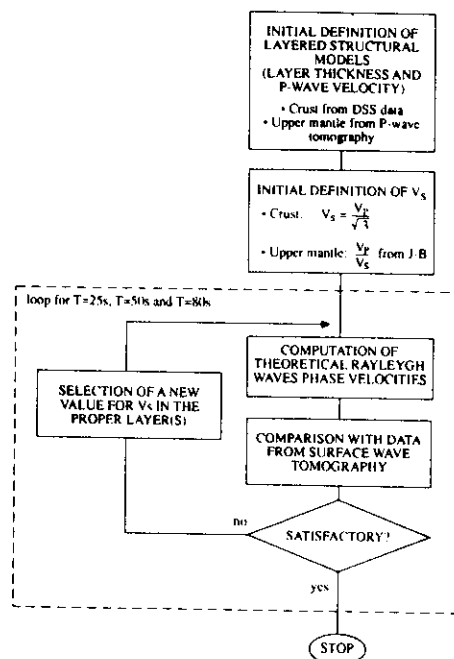 INITIAL DEFINITION OF
LAYERED STRUCTURAL
MODELS
(LAYER THICKNESS AND
P-WAVE VELOCITY)
• Crust from DSS data
• Upper mantle from P-wave
tomography
INITIAL DEFINITION OF VS
• Crust: VS = VP / √3
• Upper mantle: VP / VS from J-B
loop for T=25s, T=50s and T=80s
COMPUTATION OF
THEORETICAL RAYLEYGH
WAVES PHASE VELOCITIES
SELECTION OF A NEW
VALUE FOR VS IN THE
PROPER LAYER(S)
COMPARISON WITH DATA
FROM SURFACE WAVE
TOMOGRAPHY
no
SATISFACTORY?
yes
STOP